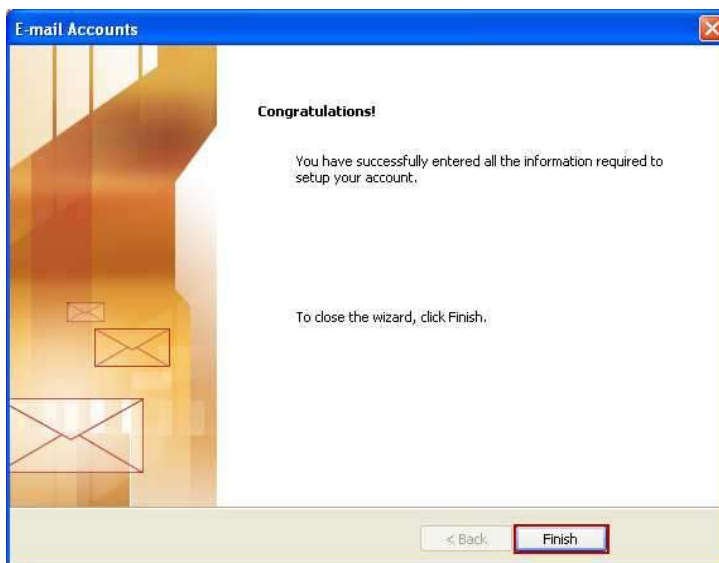 E-mail Accounts
Congratulations!
You have successfully entered all the information required to
setup your account.
To close the wizard, click Finish.
< Back
Finish